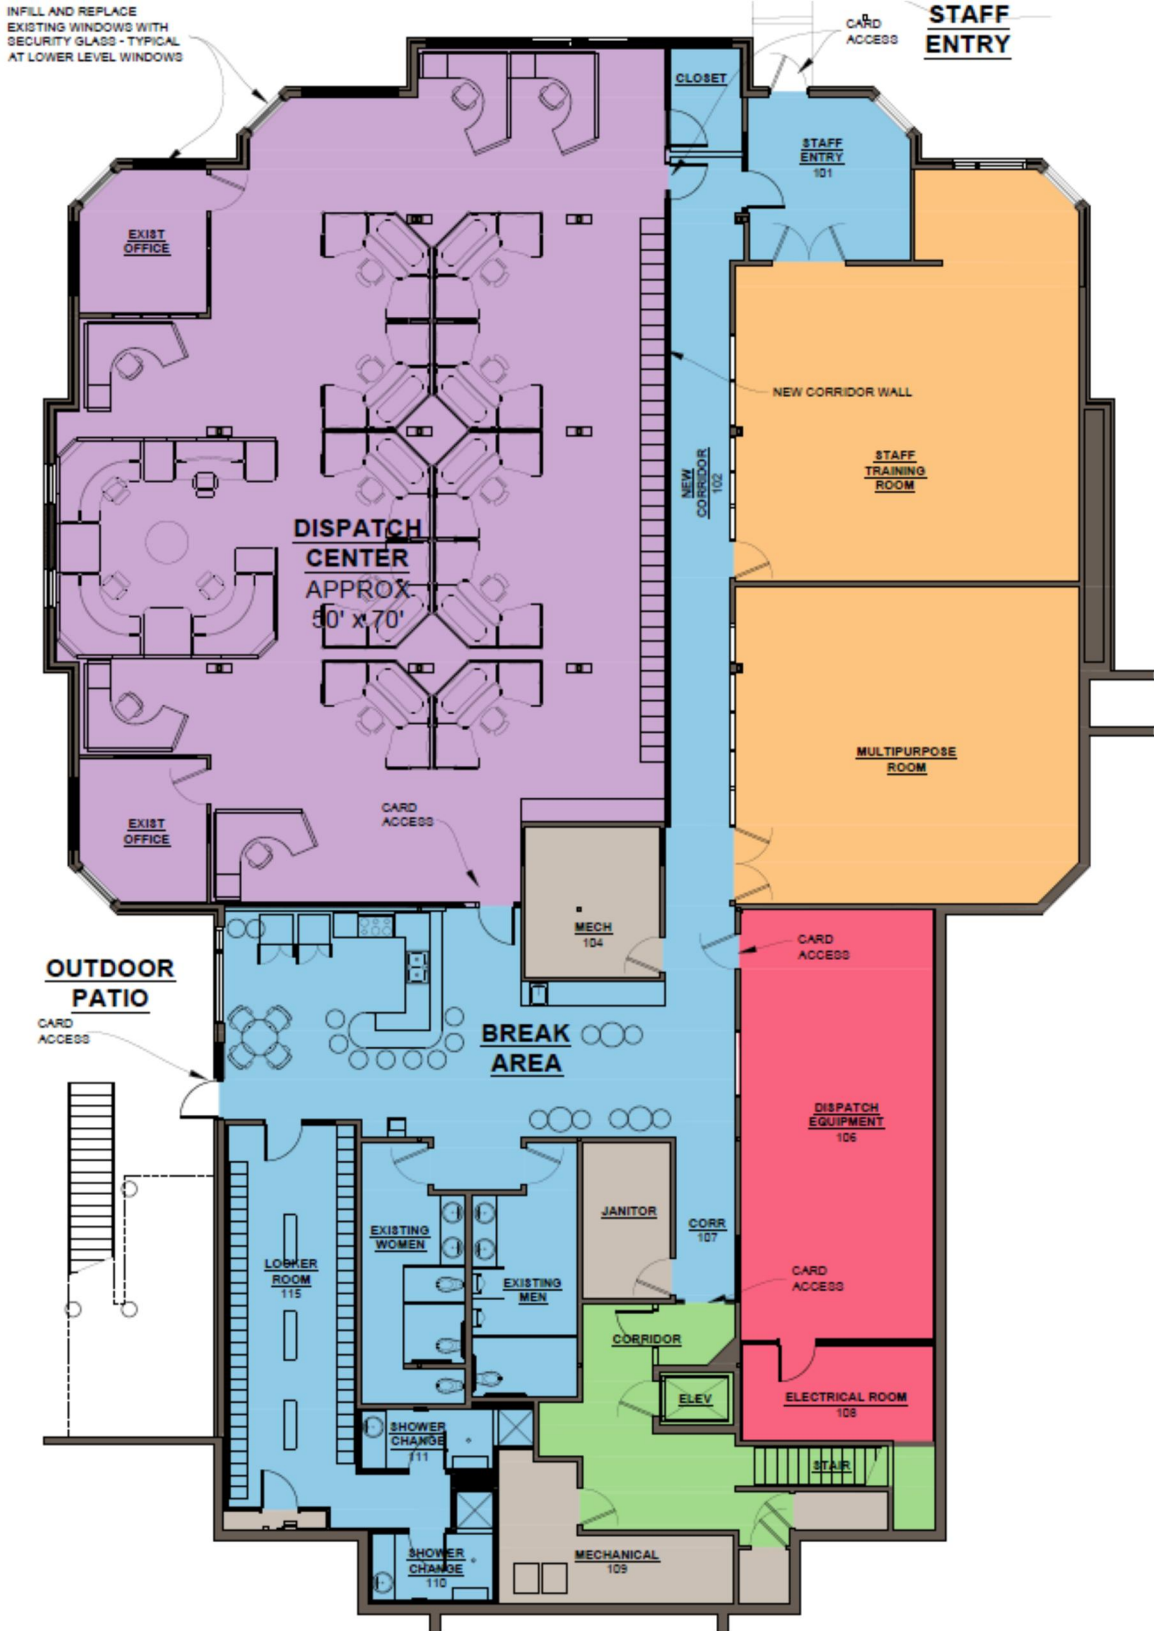 INFILL AND REPLACE
EXISTING WINDOWS WITH
SECURITY GLASS - TYPICAL
AT LOWER LEVEL WINDOWS
CARD
ACCESS
STAFF
ENTRY
CLOSET
STAFF
ENTRY
101
EXIST
OFFICE
NEW CORRIDOR WALL
STAFF
TRAINING
ROOM
NEW
CORRIDOR
102
DISPATCH
CENTER
APPROX
50' x 70'
MULTIPURPOSE
ROOM
CARD
ACCESS
EXIST
OFFICE
MECH
104
CARD
ACCESS
OUTDOOR
PATIO
CARD
ACCESS
BREAK
AREA
DISPATCH
EQUIPMENT
106
JANITOR
CORR
107
EXISTING
WOMEN
LOCKER
ROOM
115
EXISTING
MEN
CARD
ACCESS
CORRIDOR
ELEV
ELECTRICAL ROOM
108
SHOWER
CHANGE
111
STAIR
SHOWER
CHANGE
110
MECHANICAL
109